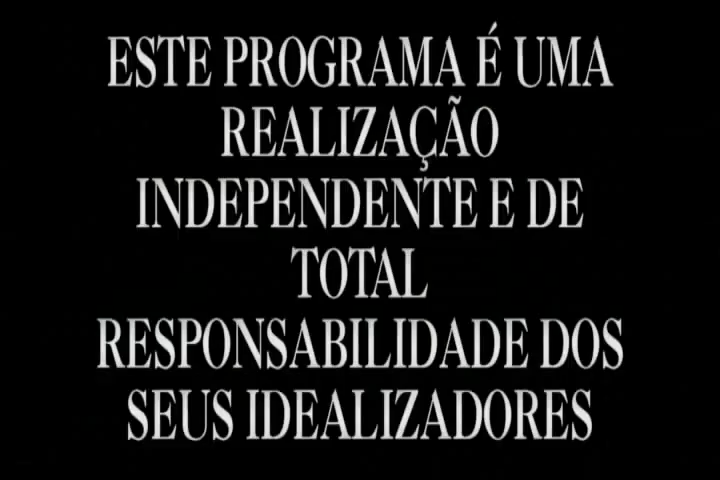 ESTE PROGRAMA É UMA
REALIZAÇÃO
INDEPENDENTE E DE
TOTAL
RESPONSABILIDADE DOS
SEUS IDEALIZADORES